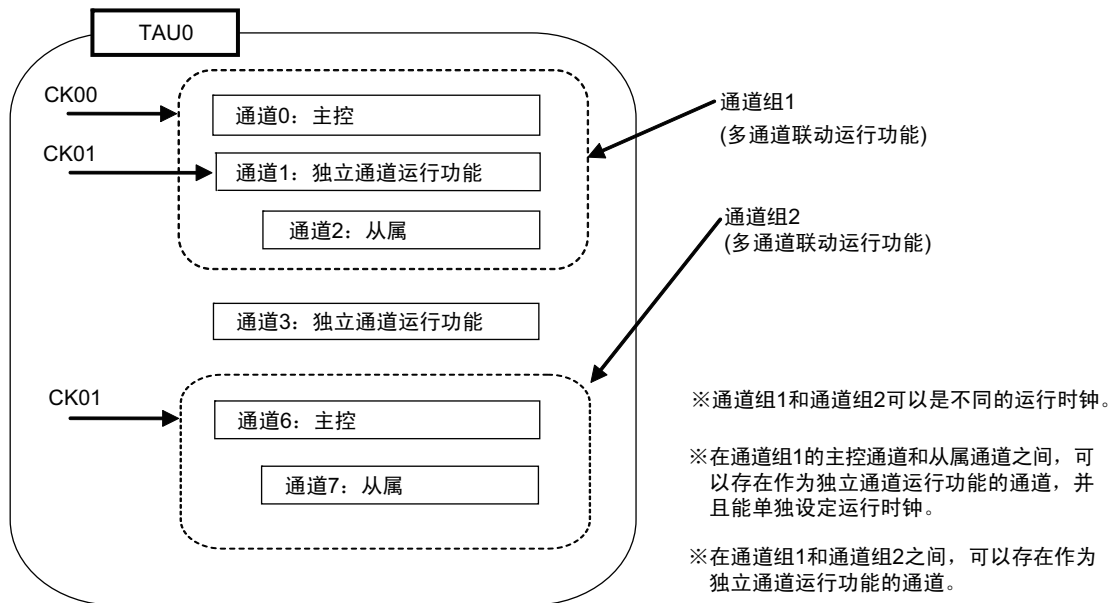 TAU0
CK00
通道0：主控
通道组1
(多通道联动运行功能)
CK01
通道1：独立通道运行功能
通道2：从属
通道组2
(多通道联动运行功能)
通道3：独立通道运行功能
CK01
通道6：主控
通道7：从属
※通道组1和通道组2可以是不同的运行时钟。
※在通道组1的主控通道和从属通道之间，可
以存在作为独立通道运行功能的通道，并
且能单独设定运行时钟。
※在通道组1和通道组2之间，可以存在作为
独立通道运行功能的通道。